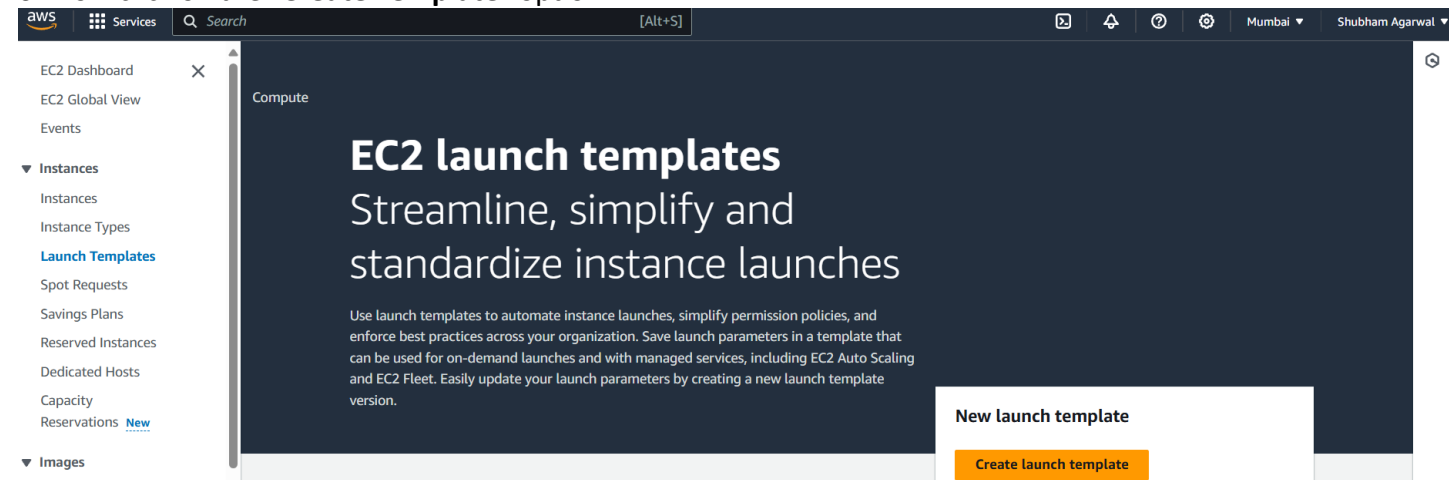 aws Services Search [Alt+S] Mumbai Shubham Agarwal
EC2 Dashboard
EC2 Global View
Events
Instances
Instances
Instance Types
Launch Templates
Spot Requests
Savings Plans
Reserved Instances
Dedicated Hosts
Capacity
Reservations New
Images
Compute
EC2 launch templates
Streamline, simplify and
standardize instance launches
Use launch templates to automate instance launches, simplify permission policies, and
enforce best practices across your organization. Save launch parameters in a template that
can be used for on-demand launches and with managed services, including EC2 Auto Scaling
and EC2 Fleet. Easily update your launch parameters by creating a new launch template
version.
New launch template
Create launch template